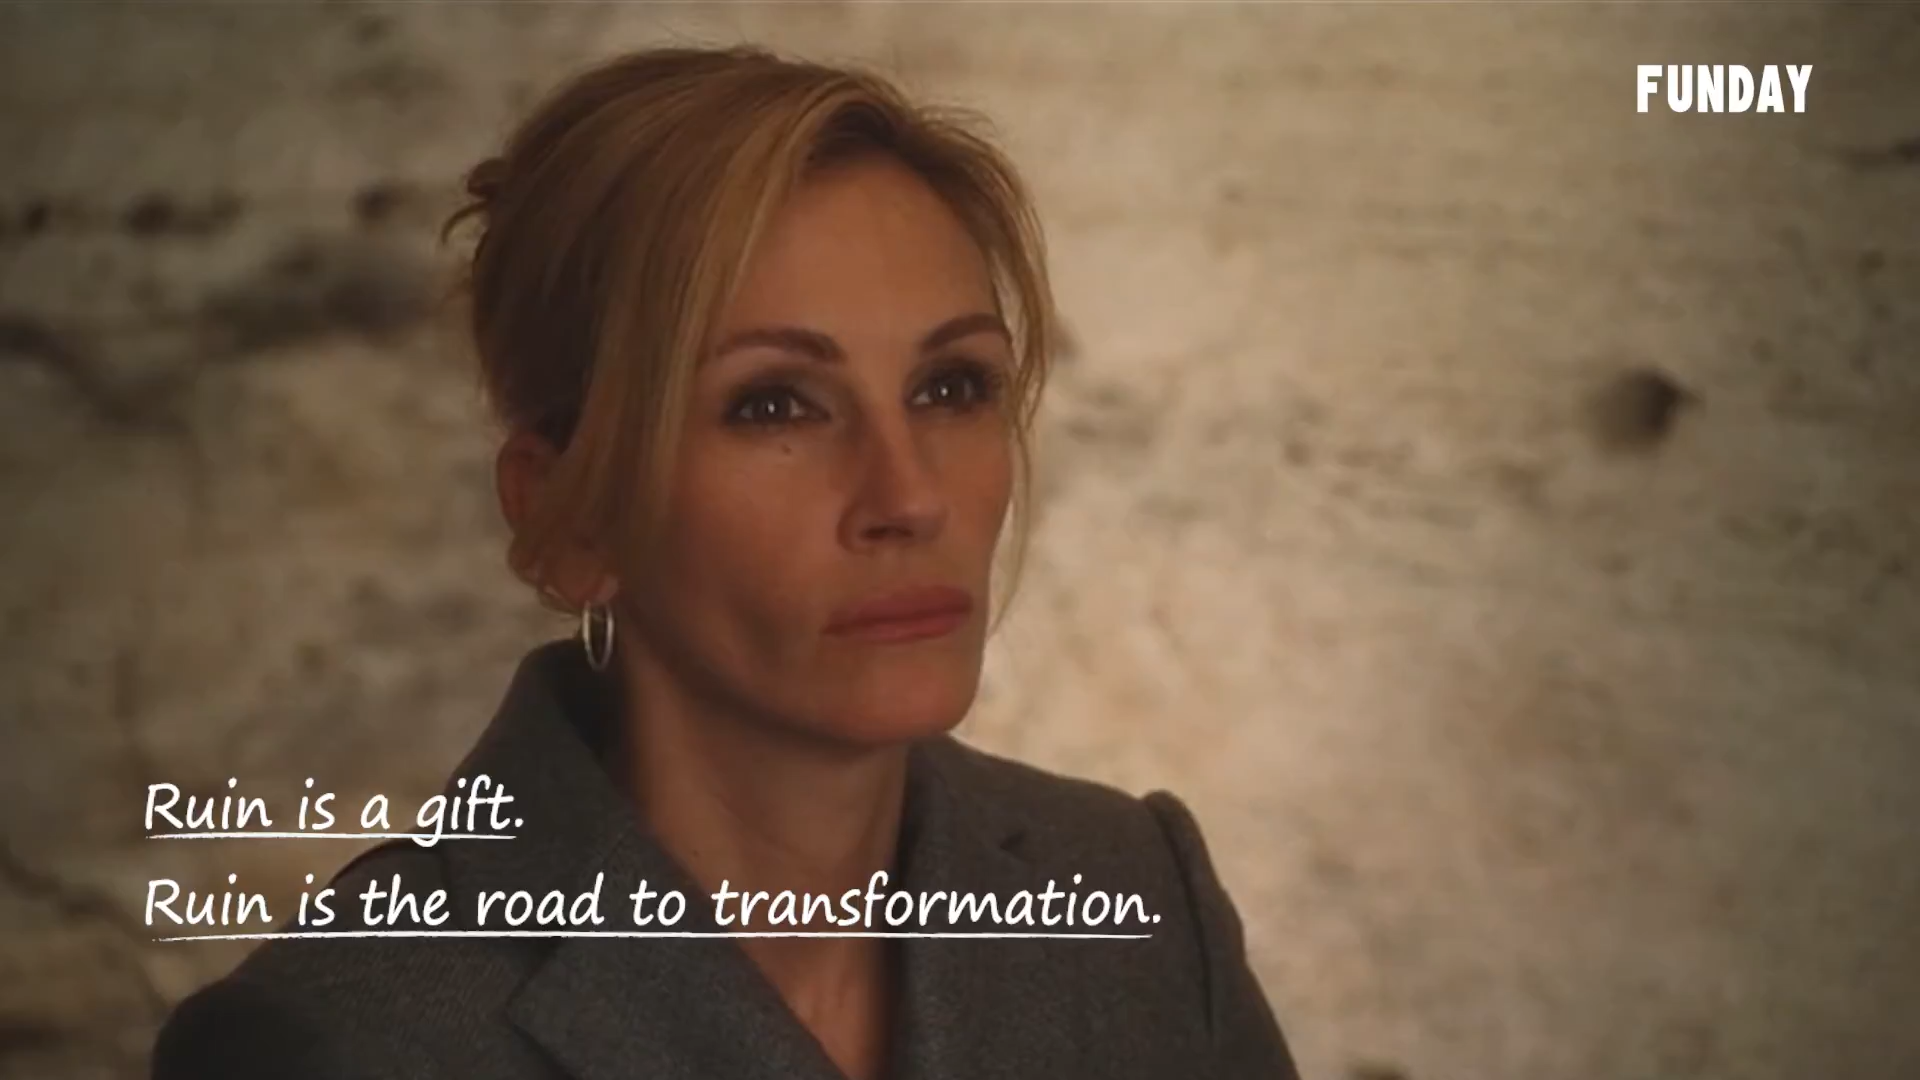 FUNDAY
Ruin is a gift.
Ruin is the road to transformation.